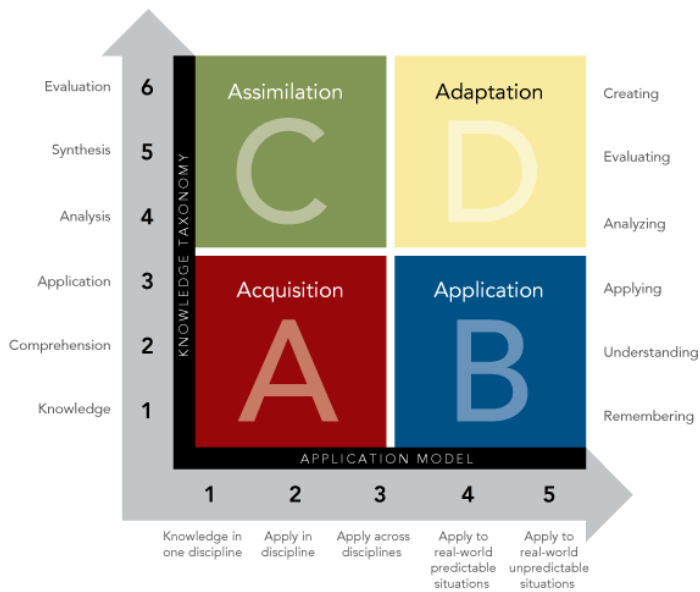 Evaluation 6 Assimilation Adaptation Creating
C D
Synthesis 5 Evaluating
Analysis 4 Analyzing
KNOWLEDGE TAXONOMY
Application 3 Acquisition Application Applying
A B
Comprehension 2 Understanding
Knowledge 1 Remembering
APPLICATION MODEL
1 2 3 4 5
Knowledge in
one discipline
Apply in
discipline
Apply across
disciplines
Apply to
real-world
predictable
situations
Apply to
real-world
unpredictable
situations